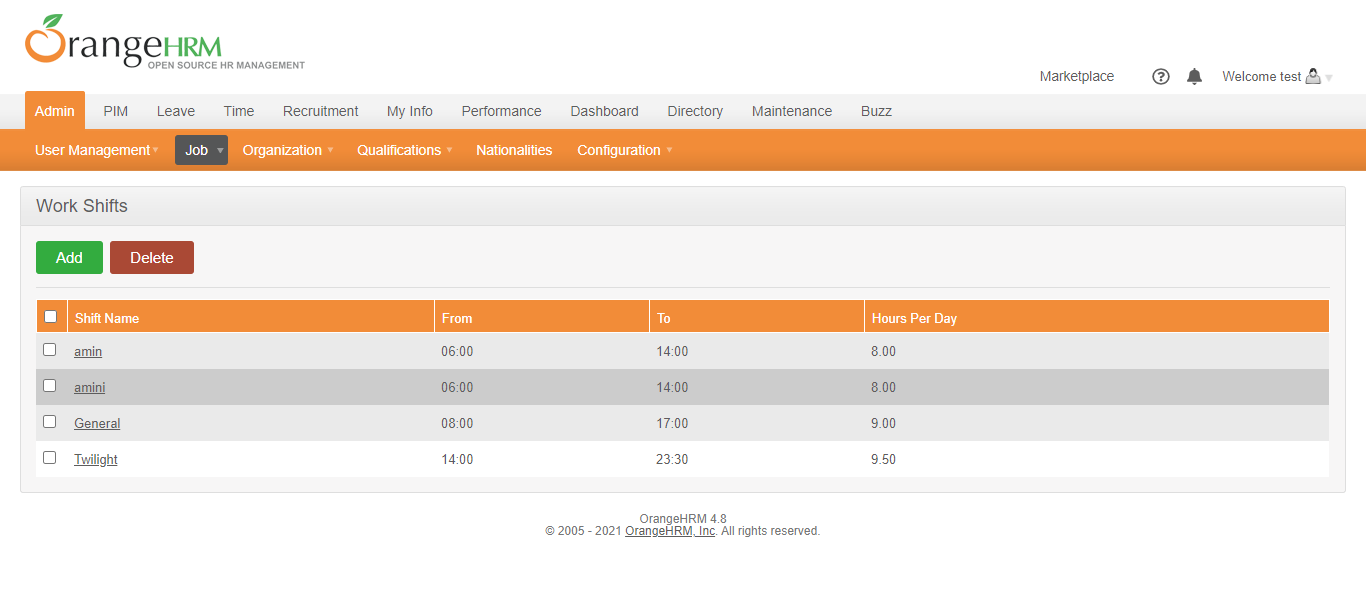 OrangeHRM
OPEN SOURCE HR MANAGEMENT
Marketplace ? Welcome test
Admin PIM Leave Time Recruitment My Info Performance Dashboard Directory Maintenance Buzz
User Management Job Organization Qualifications Nationalities Configuration
Work Shifts
Add Delete
Shift Name From To Hours Per Day
amin 06:00 14:00 8.00
amini 06:00 14:00 8.00
General 08:00 17:00 9.00
Twilight 14:00 23:30 9.50
OrangeHRM 4.8
© 2005 - 2021 OrangeHRM, Inc. All rights reserved.